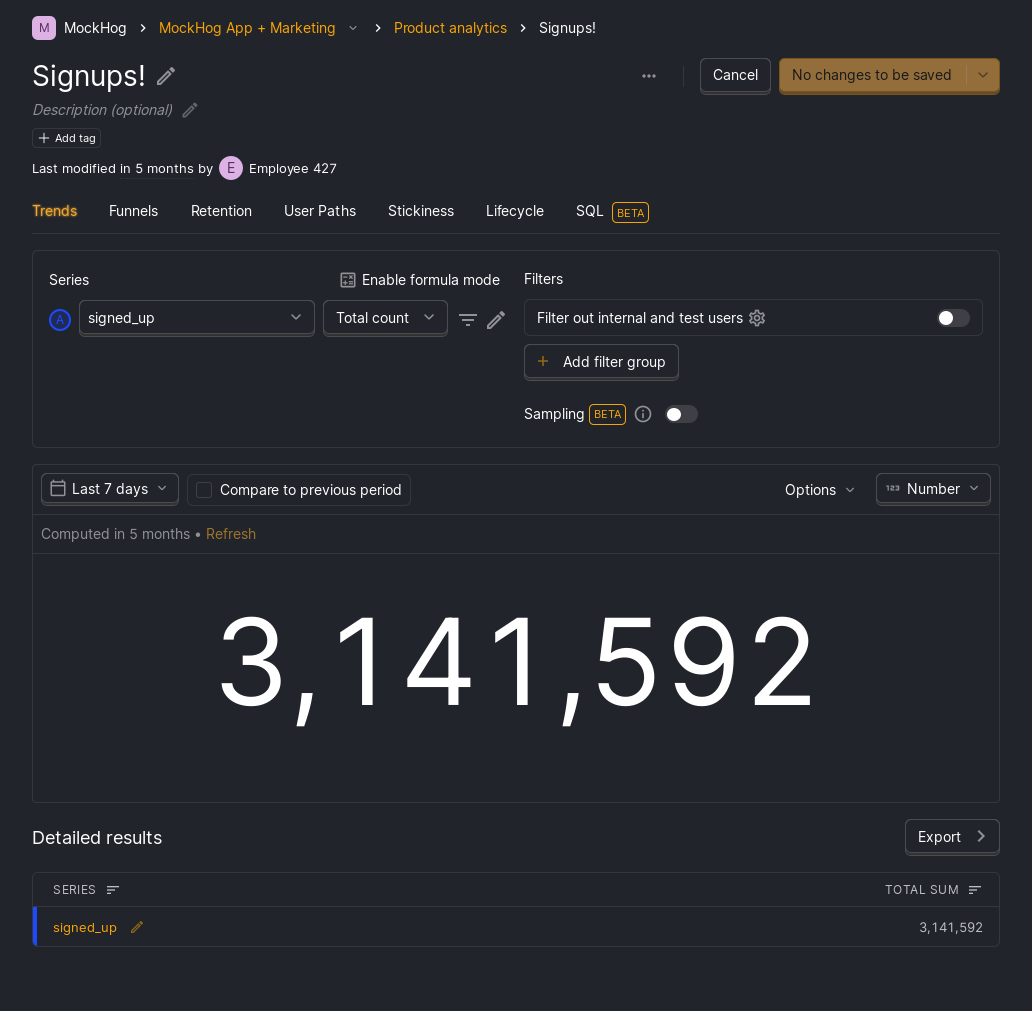 M MockHog MockHog App + Marketing Product analytics Signups!
Signups!
Cancel No changes to be saved
Description (optional)
Add tag
Last modified in 5 months by E Employee 427
Trends Funnels Retention User Paths Stickiness Lifecycle SQL BETA
Series Enable formula mode
A signed_up Total count
Filters
Filter out internal and test users
+ Add filter group
Sampling BETA
Last 7 days Compare to previous period Options 123 Number
Computed in 5 months • Refresh
3,141,592
Detailed results Export
SERIES TOTAL SUM
signed_up 3,141,592